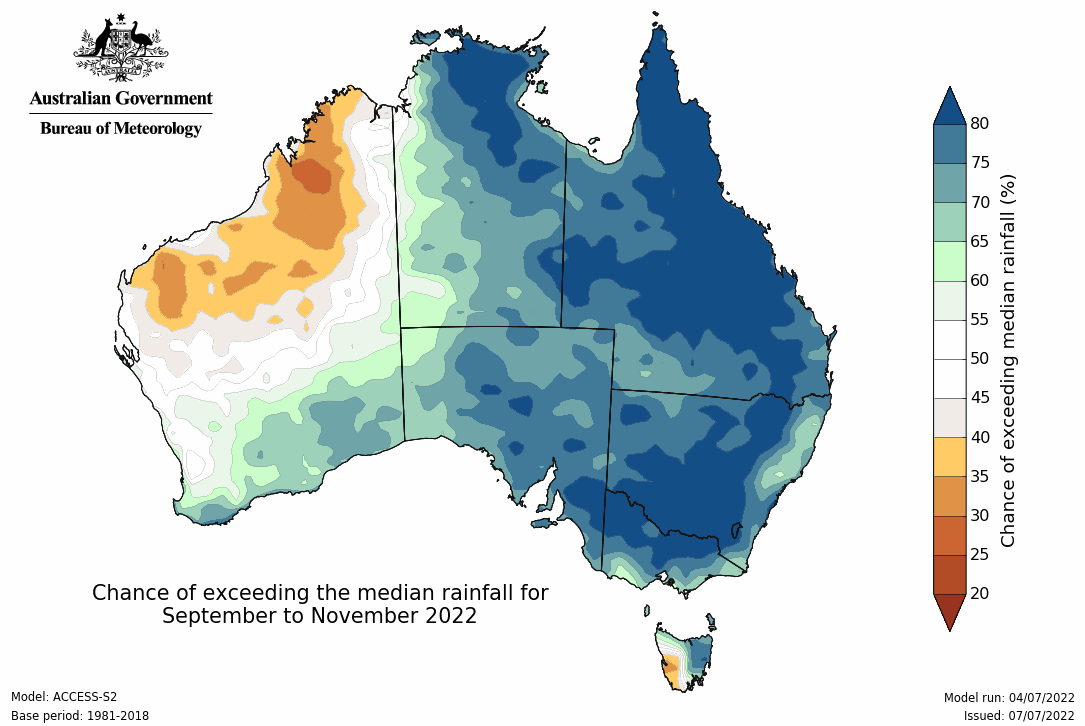 Australian Government
Bureau of Meteorology
80
75
70
65
60
55
50
45
40
35
30
25
20
Chance of exceeding median rainfall (%)
Chance of exceeding the median rainfall for
September to November 2022
Model: ACCESS-S2
Base period: 1981-2018
Model run: 04/07/2022
Issued: 07/07/2022